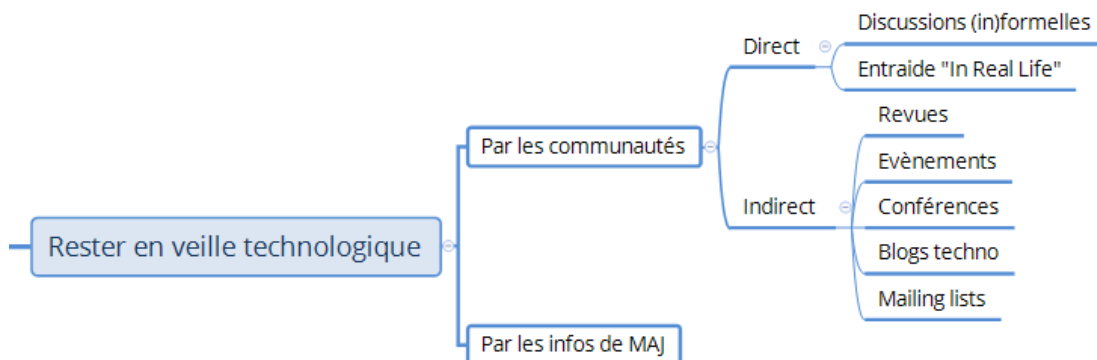 Discussions (in)formelles
Direct
Entraide "In Real Life"
Revues
Par les communautés
Evènements
Indirect
Conférences
Rester en veille technologique
Blogs techno
Mailing lists
Par les infos de MAJ